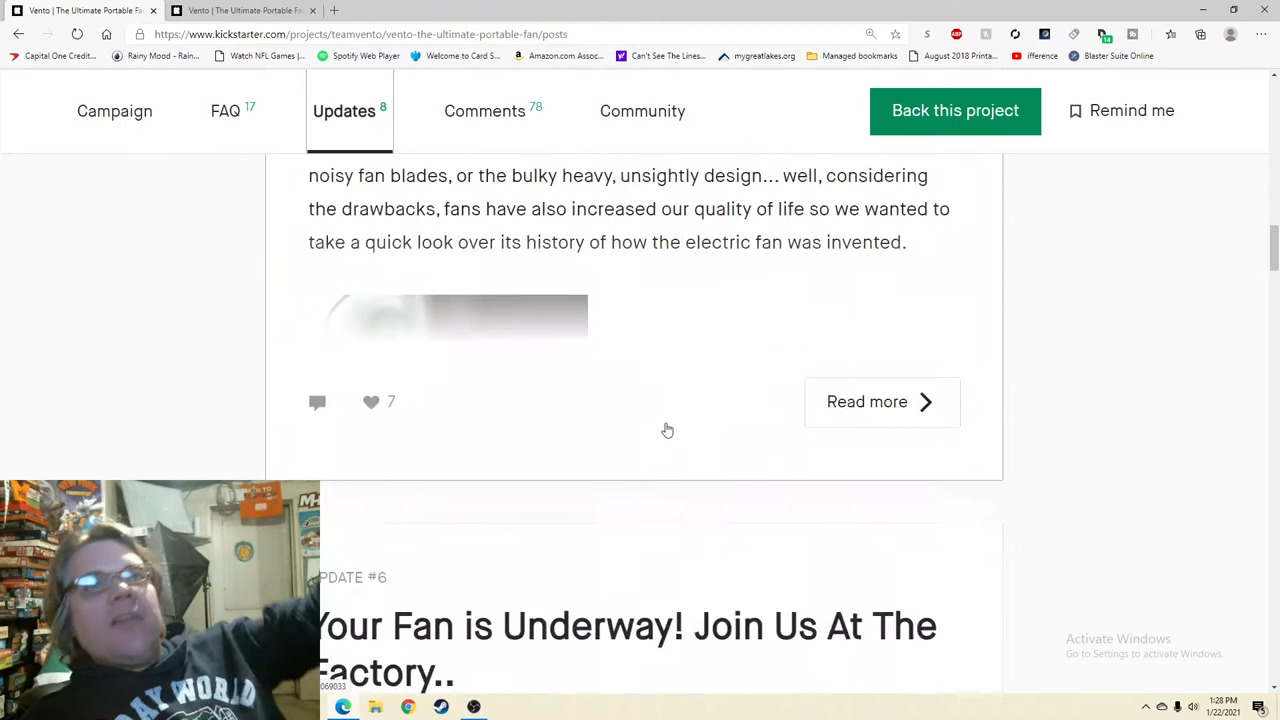 Vento | The Ultimate Portable Fa
Vento | The Ultimate Portable F
https://www.kickstarter.com/projects/teamvento/vento-the-ultimate-portable-fan/posts
Capital One Credit...
Rainy Mood - Rain...
Watch NFL Games |...
Spotify Web Player
Welcome to Card S...
Amazon.com Assoc...
Can't See The Lines...
mygreatlakes.org
Managed bookmarks
August 2018 Printa...
ifference
Blaster Suite Online
Campaign
FAQ 17
Updates 8
Comments 78
Community
Back this project
Remind me
noisy fan blades, or the bulky heavy, unsightly design... well, considering
the drawbacks, fans have also increased our quality of life so we wanted to
take a quick look over its history of how the electric fan was invented.
7
Read more
PDATE #6
Your Fan is Underway! Join Us At The
Factory..
069033
Activate Windows
Go to Settings to activate Windows.
1:28 PM
1/22/2021